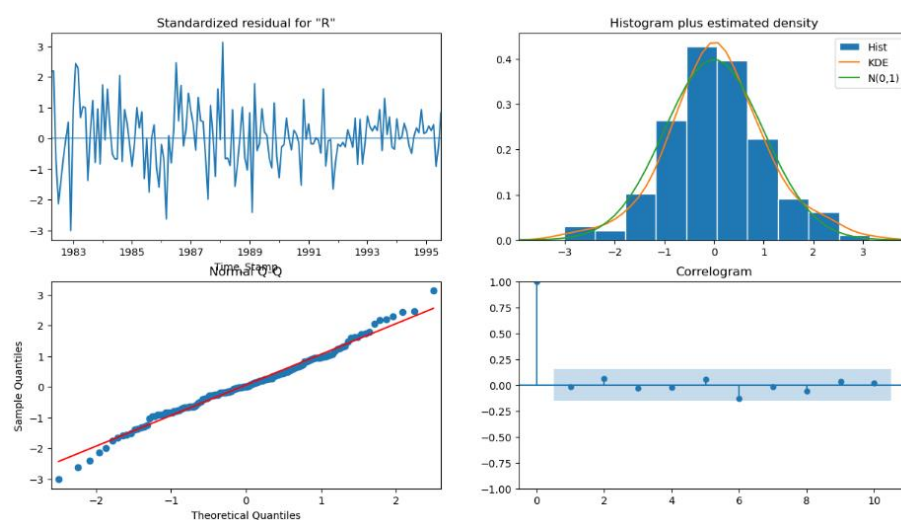 Standardized residual for "R"
3
2
1
0
−1
−2
−3
1983 1985 1987 1989 1991 1993 1995
Time_Stamp
Histogram plus estimated density
Hist
KDE
N(0,1)
0.4
0.3
0.2
0.1
0.0
−3 −2 −1 0 1 2 3
Normal Q-Q
Sample Quantiles
3
2
1
0
−1
−2
−3
−2 −1 0 1 2
Theoretical Quantiles
Correlogram
1.00
0.75
0.50
0.25
0.00
−0.25
−0.50
−0.75
−1.00
0 2 4 6 8 10